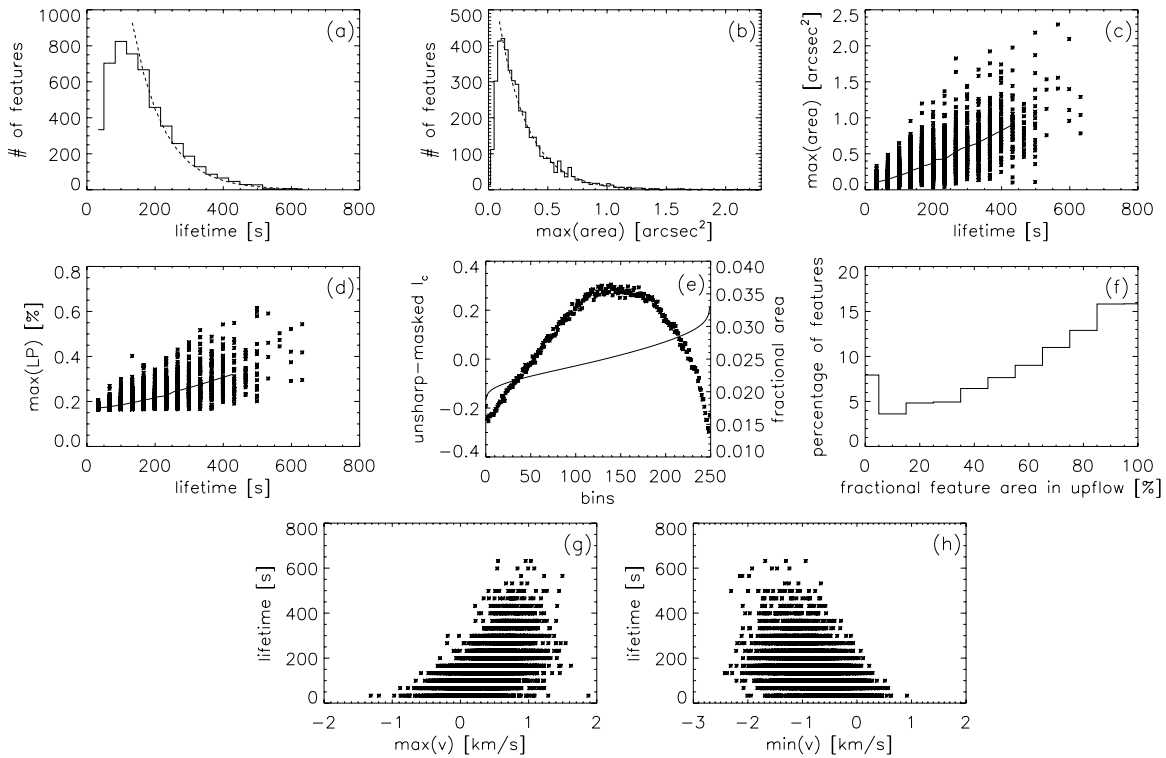 (a)
1000
800
600
400
200
0
# of features
0 200 400 600 800
lifetime [s]
(b)
500
400
300
200
100
0
# of features
0.0 0.5 1.0 1.5 2.0
max(area) [arcsec²]
(c)
2.5
2.0
1.5
1.0
0.5
0.0
max(area) [arcsec²]
0 200 400 600 800
lifetime [s]
(d)
0.8
0.6
0.4
0.2
0.0
max(LP) [%]
0 200 400 600 800
lifetime [s]
(e)
0.4
0.2
0.0
−0.2
−0.4
unsharp−masked I_c
0.040
0.035
0.030
0.025
0.020
0.015
0.010
fractional area
0 50 100 150 200 250
bins
(f)
20
15
10
5
0
percentage of features
0 20 40 60 80 100
fractional feature area in upflow [%]
(g)
800
600
400
200
0
lifetime [s]
−2 −1 0 1 2
max(v) [km/s]
(h)
800
600
400
200
0
lifetime [s]
−3 −2 −1 0 1 2
min(v) [km/s]